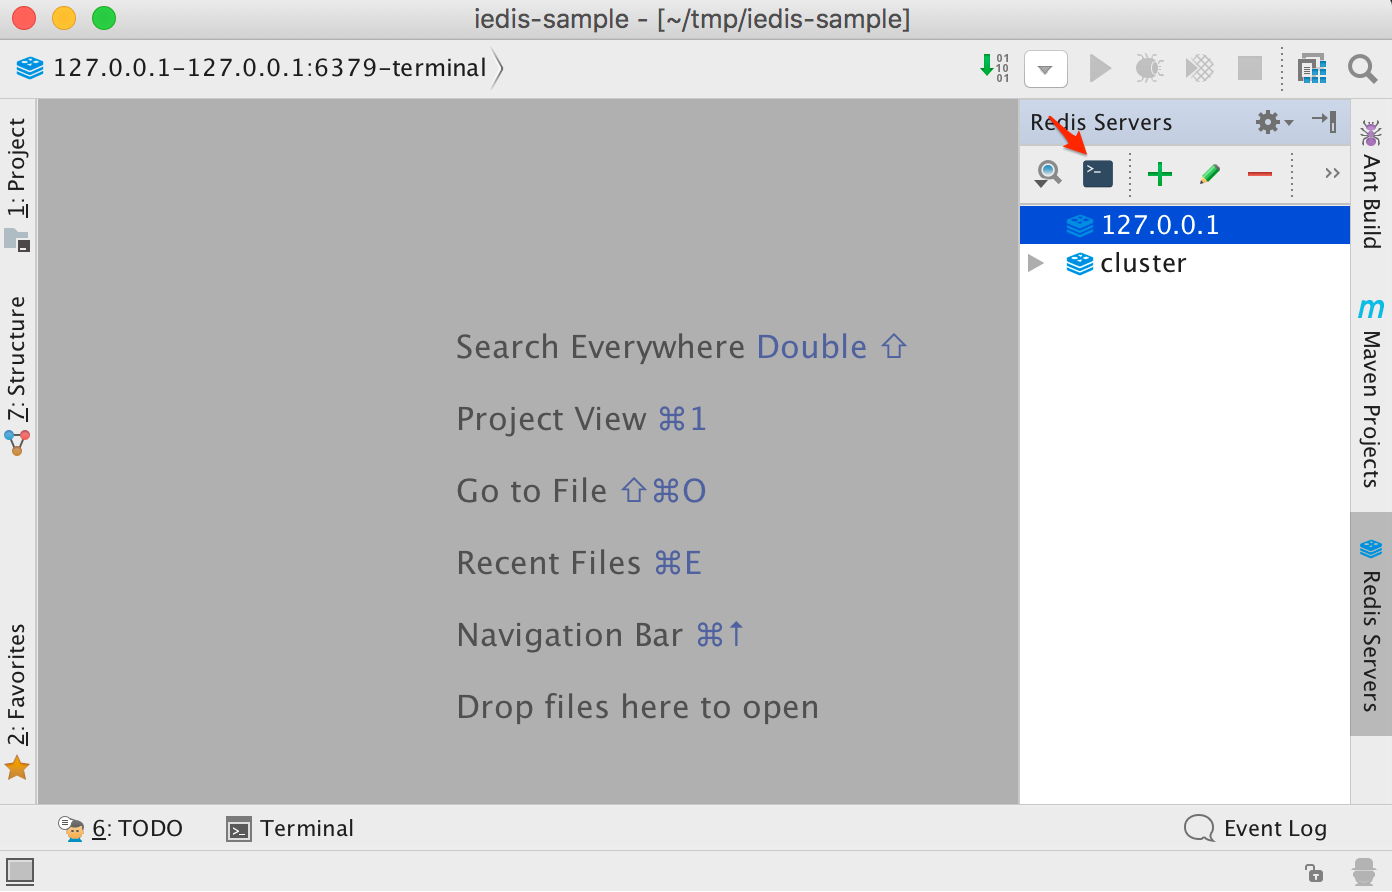 iedis-sample - [~/tmp/iedis-sample]
127.0.0.1-127.0.0.1:6379-terminal
01
10
01
1: Project
7: Structure
2: Favorites
Search Everywhere Double ⇧
Project View ⌘1
Go to File ⇧⌘O
Recent Files ⌘E
Navigation Bar ⌘↑
Drop files here to open
Redis Servers
>_
»
127.0.0.1
cluster
Ant Build
m
Maven Projects
Redis Servers
6: TODO
>_ Terminal
Event Log